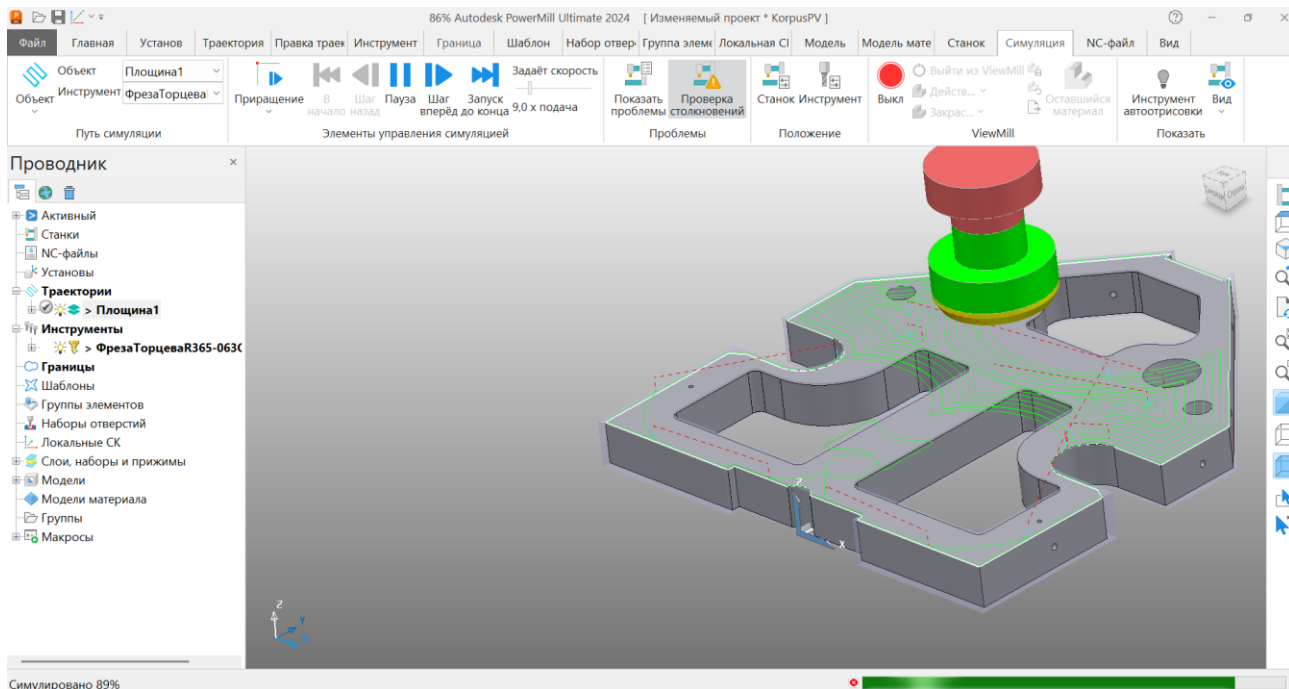 86% Autodesk PowerMill Ultimate 2024 [ Изменяемый проект * KorpusPV ]
Файл Главная Установ Траектория Правка траек Инструмент Граница Шаблон Набор отвер Группа элеме Локальная СІ Модель Модель мате Станок Симуляция NC-файл Вид
Объект Площина1
Инструмент ФрезаТорцева
Объект
Приращение
В начало
Шаг назад
Пауза
Шаг вперёд
Запуск до конца
Задаёт скорость
9,0 x подача
Показать проблемы
Проверка столкновений
Станок Инструмент
Выкл
Выйти из ViewMill
Действ...
Закрас...
Оставшийся материал
Инструмент автоотрисовки
Вид
Путь симуляции
Элементы управления симуляцией
Проблемы
Положение
ViewMill
Показать
Проводник
Активный
Станки
NC-файлы
Установы
Траектории
> Площина1
Инструменты
> ФрезаТорцеваR365-063(
Границы
Шаблоны
Группы элементов
Наборы отверстий
Локальные СК
Слои, наборы и прижимы
Модели
Модели материала
Группы
Макросы
Z
X
Z
Y
Симулировано 89%